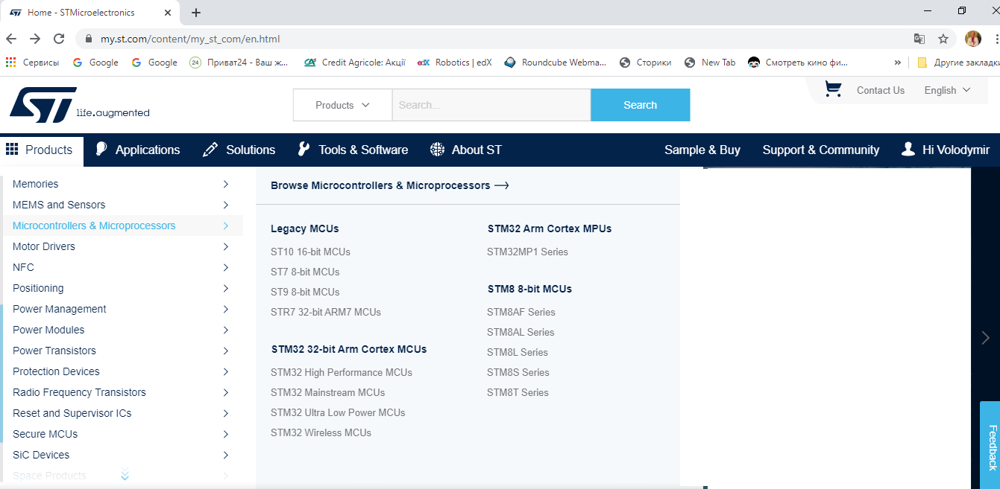 Home - STMicroelectronics
my.st.com/content/my_st_com/en.html
Сервисы Google Google 24 Приват24 - Ваш ж... CA Credit Agricole: Акції edX Robotics | edX Roundcube Webma... Сторики New Tab Смотреть кино фи... » Другие закладки
ST life.augmented
Products Search... Search
Contact Us English
Products Applications Solutions Tools & Software About ST Sample & Buy Support & Community Hi Volodymir
Memories
MEMS and Sensors
Microcontrollers & Microprocessors
Motor Drivers
NFC
Positioning
Power Management
Power Modules
Power Transistors
Protection Devices
Radio Frequency Transistors
Reset and Supervisor ICs
Secure MCUs
SiC Devices
Space Products
Browse Microcontrollers & Microprocessors
Legacy MCUs
ST10 16-bit MCUs
ST7 8-bit MCUs
ST9 8-bit MCUs
STR7 32-bit ARM7 MCUs
STM32 32-bit Arm Cortex MCUs
STM32 High Performance MCUs
STM32 Mainstream MCUs
STM32 Ultra Low Power MCUs
STM32 Wireless MCUs
STM32 Arm Cortex MPUs
STM32MP1 Series
STM8 8-bit MCUs
STM8AF Series
STM8AL Series
STM8L Series
STM8S Series
STM8T Series
Feedback